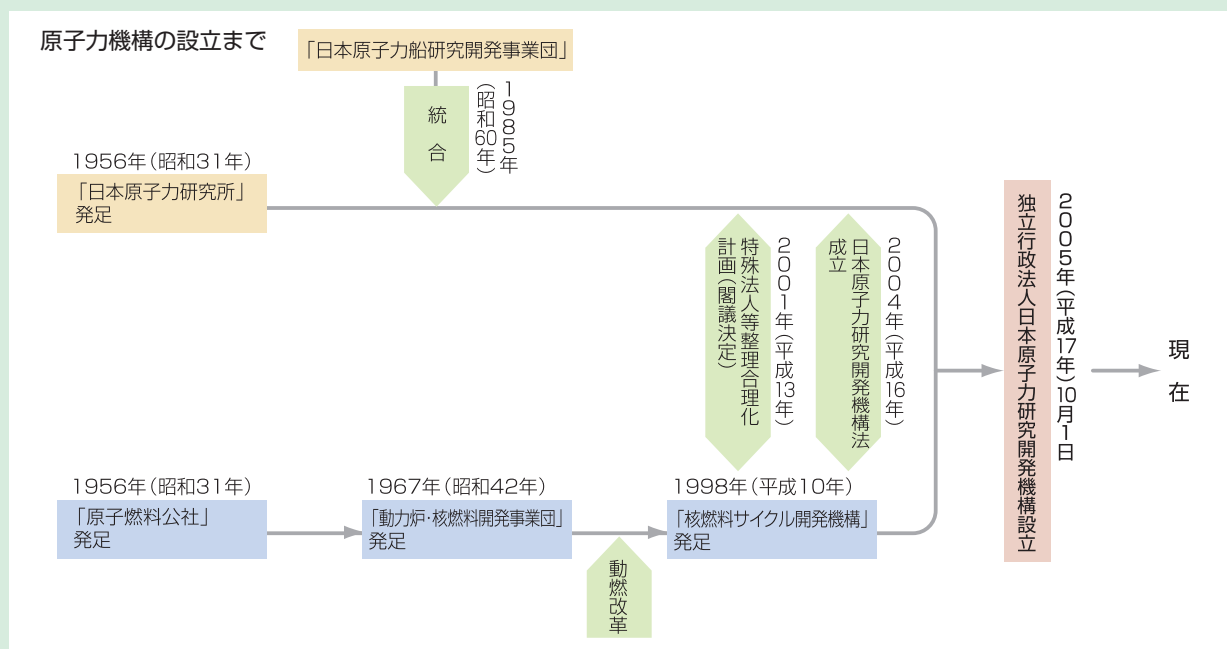 原子力機構の設立まで
「日本原子力船研究開発事業団」
統合
1985年
(昭和60年)
1956年(昭和31年)
「日本原子力研究所」
発足
2001年(平成13年)
特殊法人等整理合理化
計画(閣議決定)
2004年(平成16年)
日本原子力研究開発機構法
成立
2005年(平成17年)10月1日
独立行政法人日本原子力研究開発機構設立
現在
1956年(昭和31年)
「原子燃料公社」
発足
1967年(昭和42年)
「動力炉・核燃料開発事業団」
発足
動燃改革
1998年(平成10年)
「核燃料サイクル開発機構」
発足